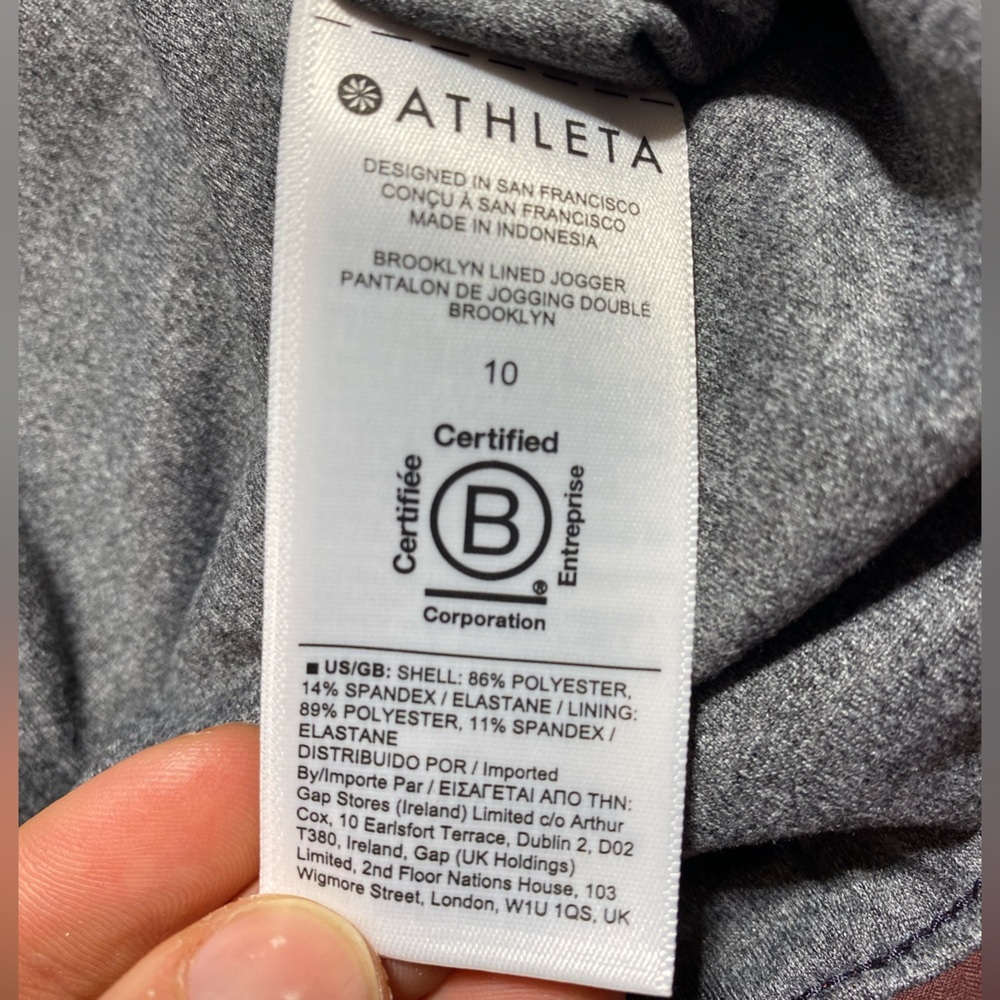 ATHLETA
DESIGNED IN SAN FRANCISCO
CONÇU À SAN FRANCISCO
MADE IN INDONESIA
BROOKLYN LINED JOGGER
PANTALON DE JOGGING DOUBLÉ
BROOKLYN
10
Certified
Certifiée
B
Entreprise
®
Corporation
■ US/GB: SHELL: 86% POLYESTER,
14% SPANDEX / ELASTANE / LINING:
89% POLYESTER, 11% SPANDEX /
ELASTANE
DISTRIBUIDO POR / Imported
By/Importe Par / ΕΙΣΑΓΕΤΑΙ ΑΠΟ ΤΗΝ:
Gap Stores (Ireland) Limited c/o Arthur
Cox, 10 Earlsfort Terrace, Dublin 2, D02
T380, Ireland, Gap (UK Holdings)
Limited, 2nd Floor Nations House, 103
Wigmore Street, London, W1U 1QS, UK